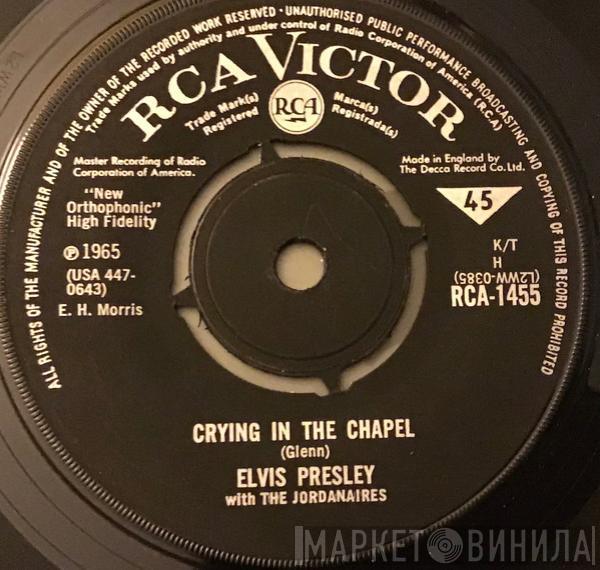 ALL RIGHTS OF THE MANUFACTURER AND OF THE OWNER OF THE RECORDED WORK RESERVED · UNAUTHORISED PUBLIC PERFORMANCE BROADCASTING AND COPYING OF THIS RECORD PROHIBITED
Trade Marks used by authority and under control of Radio Corporation of America (R.C.A)
RCA VICTOR
Trade Mark(s)
Registered
RCA
Marca(s)
Registrada(s)
Master Recording of Radio
Corporation of America.
Made in England by
The Decca Record Co. Ltd.
"New
Orthophonic"
High Fidelity
45
℗ 1965
(USA 447-
0643)
E. H. Morris
K/T
H
(L2WW-0385)
RCA-1455
CRYING IN THE CHAPEL
(Glenn)
ELVIS PRESLEY
with THE JORDANAIRES
МАРКЕТ ВИНИЛА